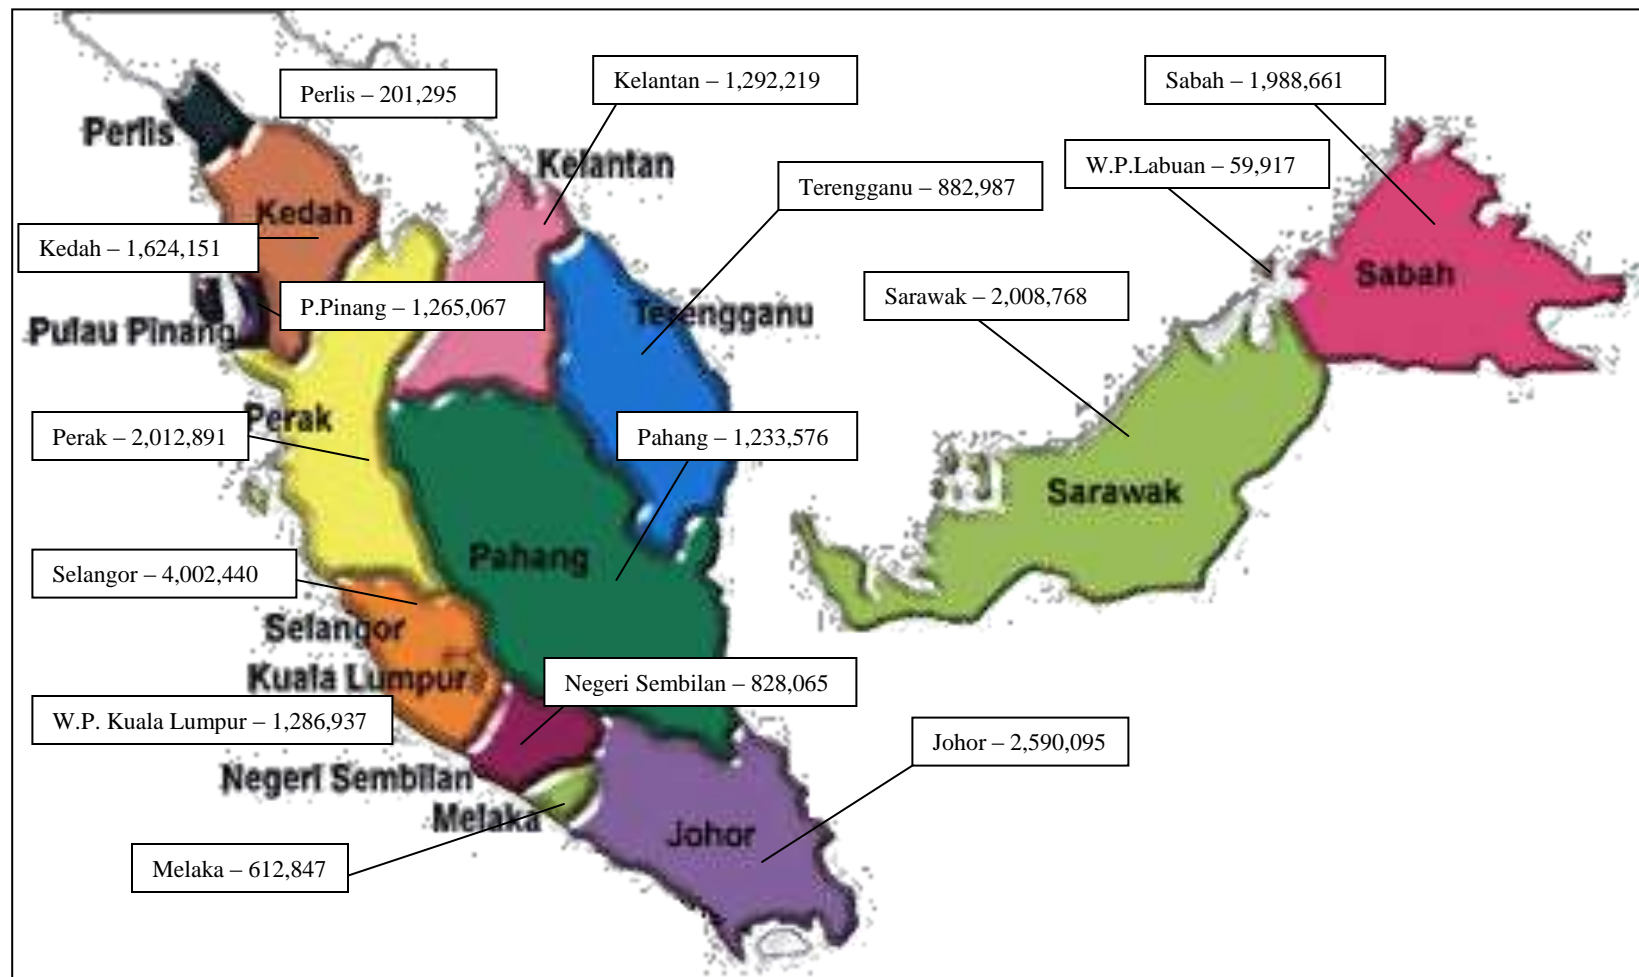 Perlis – 201,295
Kelantan – 1,292,219
Sabah – 1,988,661
Perlis
Kelantan
W.P.Labuan – 59,917
Terengganu – 882,987
Kedah
Kedah – 1,624,151
Sabah
P.Pinang – 1,265,067
Sarawak – 2,008,768
Pulau Pinang
Terengganu
Perak
Perak – 2,012,891
Pahang – 1,233,576
Sarawak
Pahang
Selangor – 4,002,440
Selangor
Kuala Lumpur
Negeri Sembilan – 828,065
W.P. Kuala Lumpur – 1,286,937
Johor – 2,590,095
Negeri Sembilan
Melaka
Johor
Melaka – 612,847